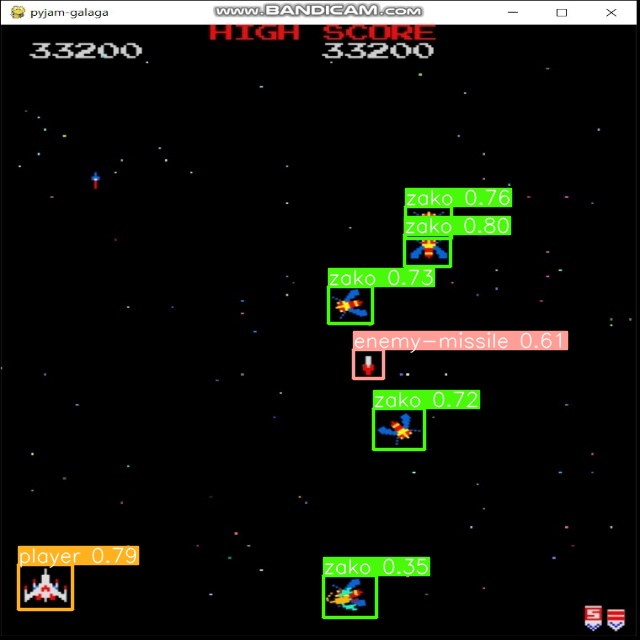 pyjam-galaga
www.BANDICAM.com
HIGH SCORE
33200 33200
zako 0.76
zako 0.80
zako 0.73
enemy-missile 0.61
zako 0.72
player 0.79
zako 0.35
5